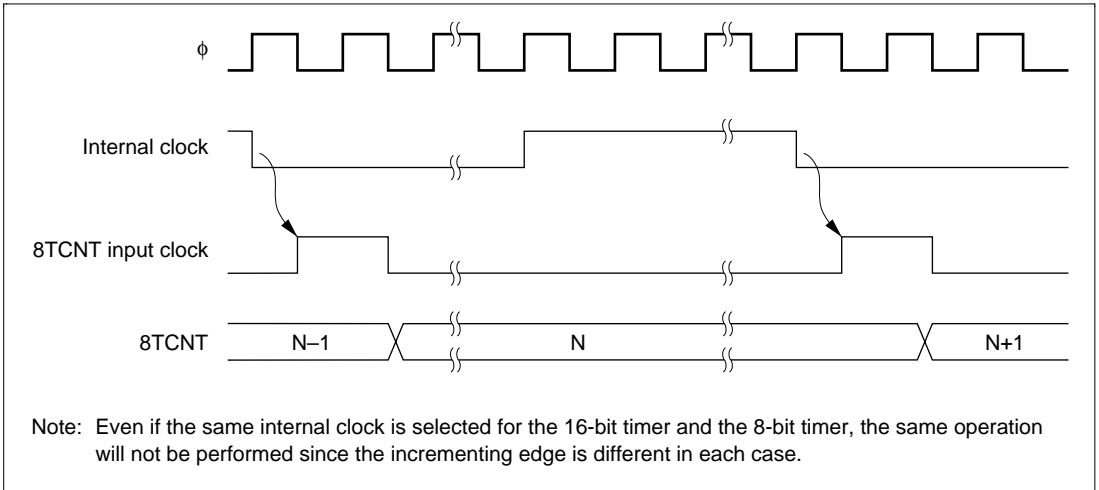 φ
Internal clock
8TCNT input clock
8TCNT
N–1
N
N+1
Note: Even if the same internal clock is selected for the 16-bit timer and the 8-bit timer, the same operation
will not be performed since the incrementing edge is different in each case.